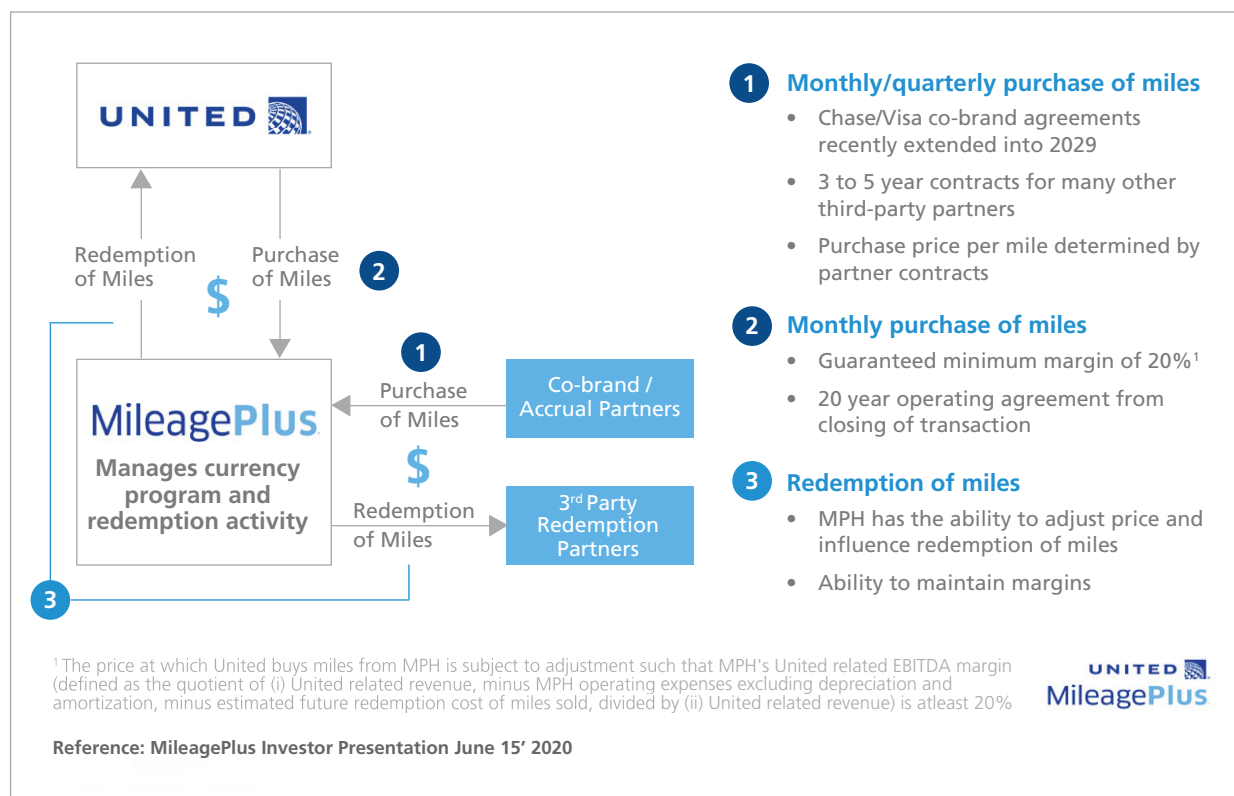 UNITED
Redemption
of Miles
Purchase
of Miles
$
2
1
MileagePlus
Manages currency
program and
redemption activity
Purchase
of Miles
Co-brand /
Accrual Partners
$
Redemption
of Miles
3rd Party
Redemption
Partners
3
1 Monthly/quarterly purchase of miles
• Chase/Visa co-brand agreements
recently extended into 2029
• 3 to 5 year contracts for many other
third-party partners
• Purchase price per mile determined by
partner contracts
2 Monthly purchase of miles
• Guaranteed minimum margin of 20%¹
• 20 year operating agreement from
closing of transaction
3 Redemption of miles
• MPH has the ability to adjust price and
influence redemption of miles
• Ability to maintain margins
¹ The price at which United buys miles from MPH is subject to adjustment such that MPH's United related EBITDA margin
(defined as the quotient of (i) United related revenue, minus MPH operating expenses excluding depreciation and
amortization, minus estimated future redemption cost of miles sold, divided by (ii) United related revenue) is atleast 20%
UNITED
MileagePlus
Reference: MileagePlus Investor Presentation June 15’ 2020